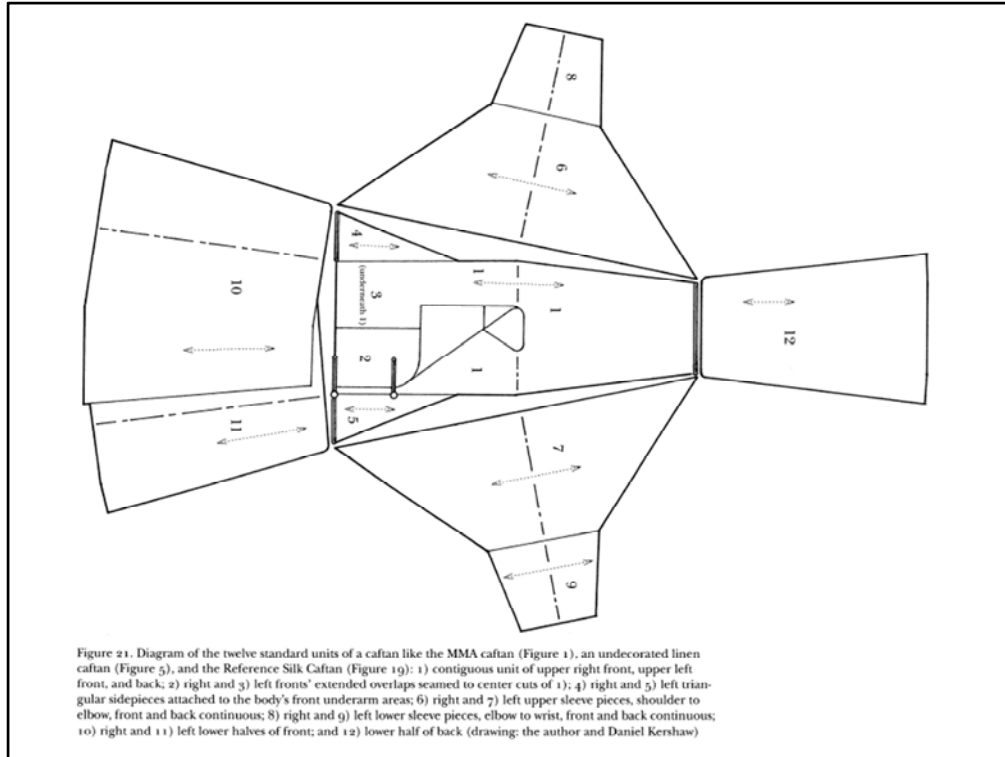 8
6
4
1
3
(underneath 1)
10
1
12
2
1
5
11
7
9
Figure 21. Diagram of the twelve standard units of a caftan like the MMA caftan (Figure 1), an undecorated linen
caftan (Figure 5), and the Reference Silk Caftan (Figure 19): 1) contiguous unit of upper right front, upper left
front, and back; 2) right and 3) left fronts' extended overlaps seamed to center cuts of 1); 4) right and 5) left trian-
gular sidepieces attached to the body's front underarm areas; 6) right and 7) left upper sleeve pieces, shoulder to
elbow, front and back continuous; 8) right and 9) left lower sleeve pieces, elbow to wrist, front and back continuous;
10) right and 11) left lower halves of front; and 12) lower half of back (drawing: the author and Daniel Kershaw)